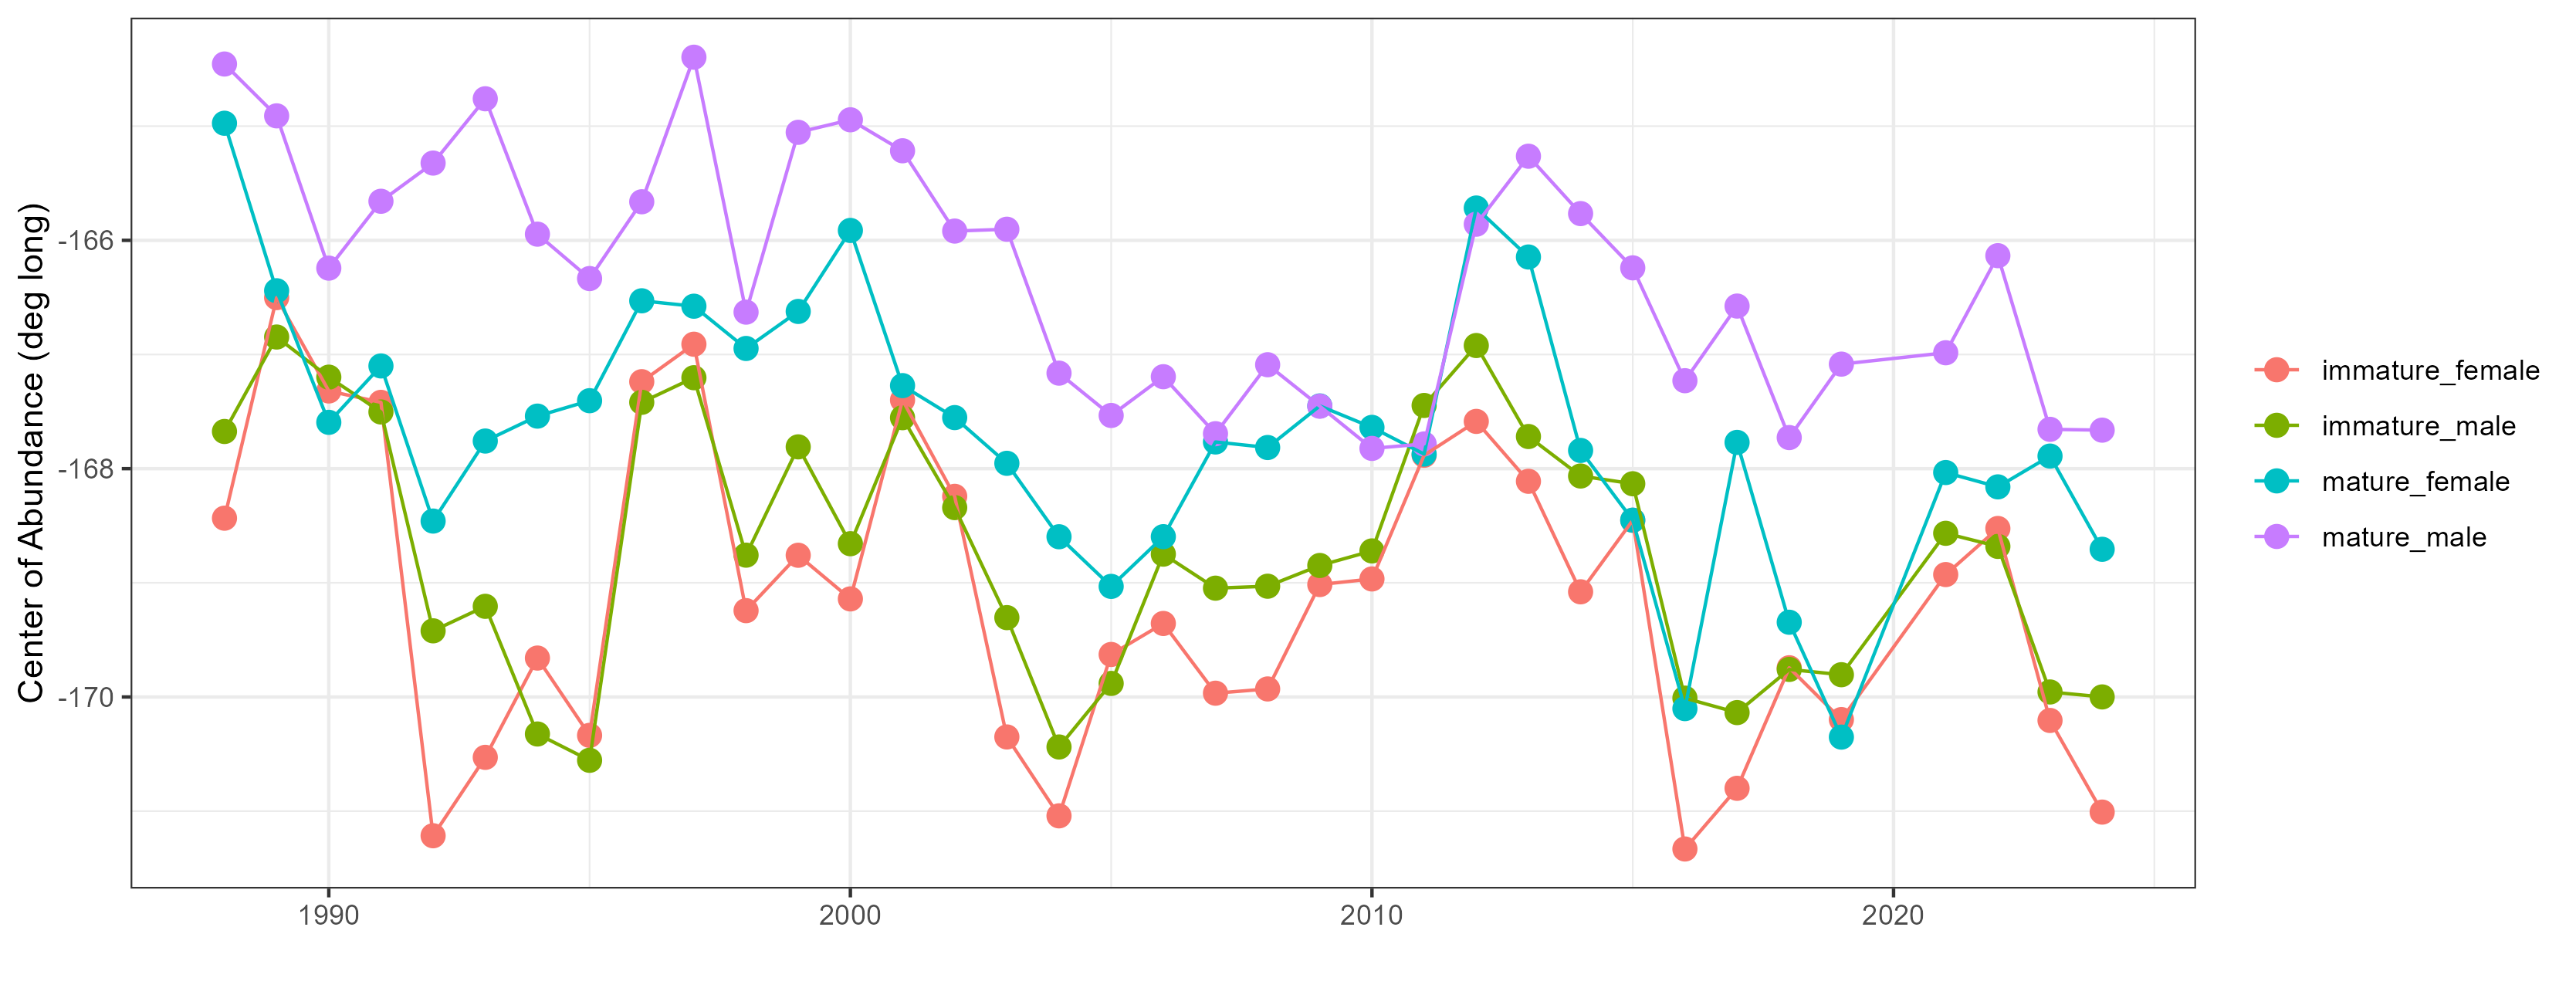 Center of Abundance (deg long)
-166
-168
-170
1990
2000
2010
2020
immature_female
immature_male
mature_female
mature_male